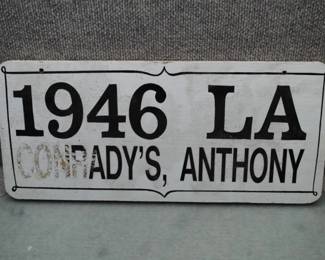 1946 LA
CONRADY'S, ANTHONY